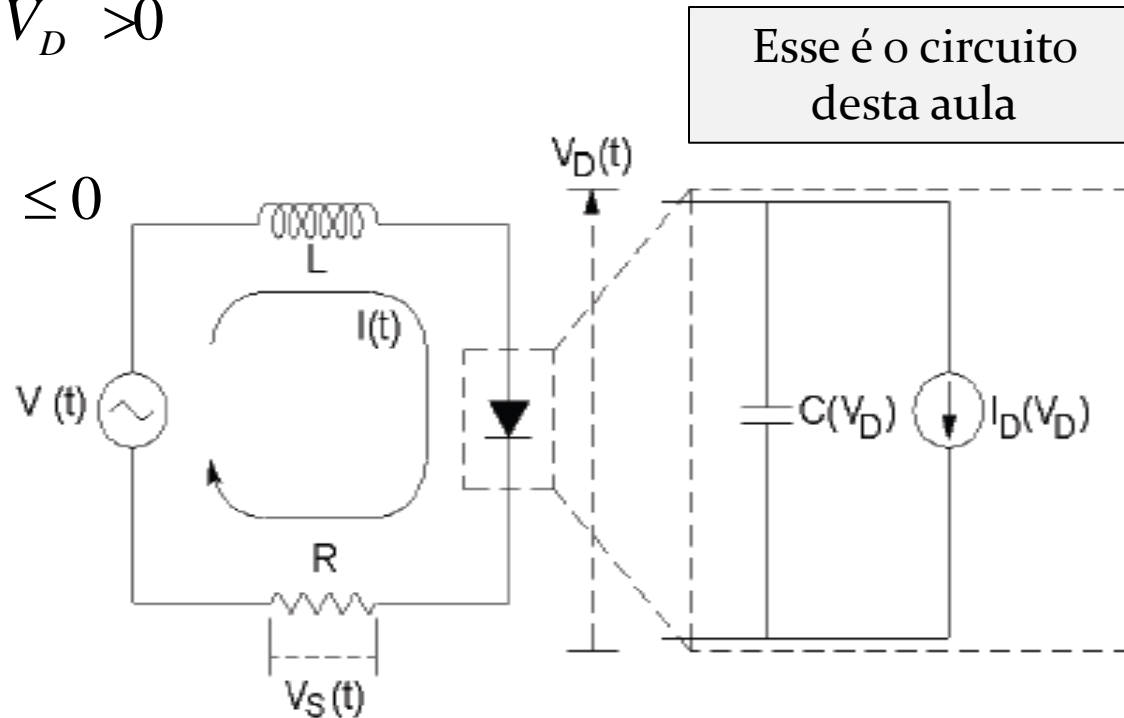 V_D >0
Esse é o circuito
desta aula
≤ 0
V_D(t)
L
I(t)
V (t)
C(V_D)
I_D(V_D)
R
V_S(t)